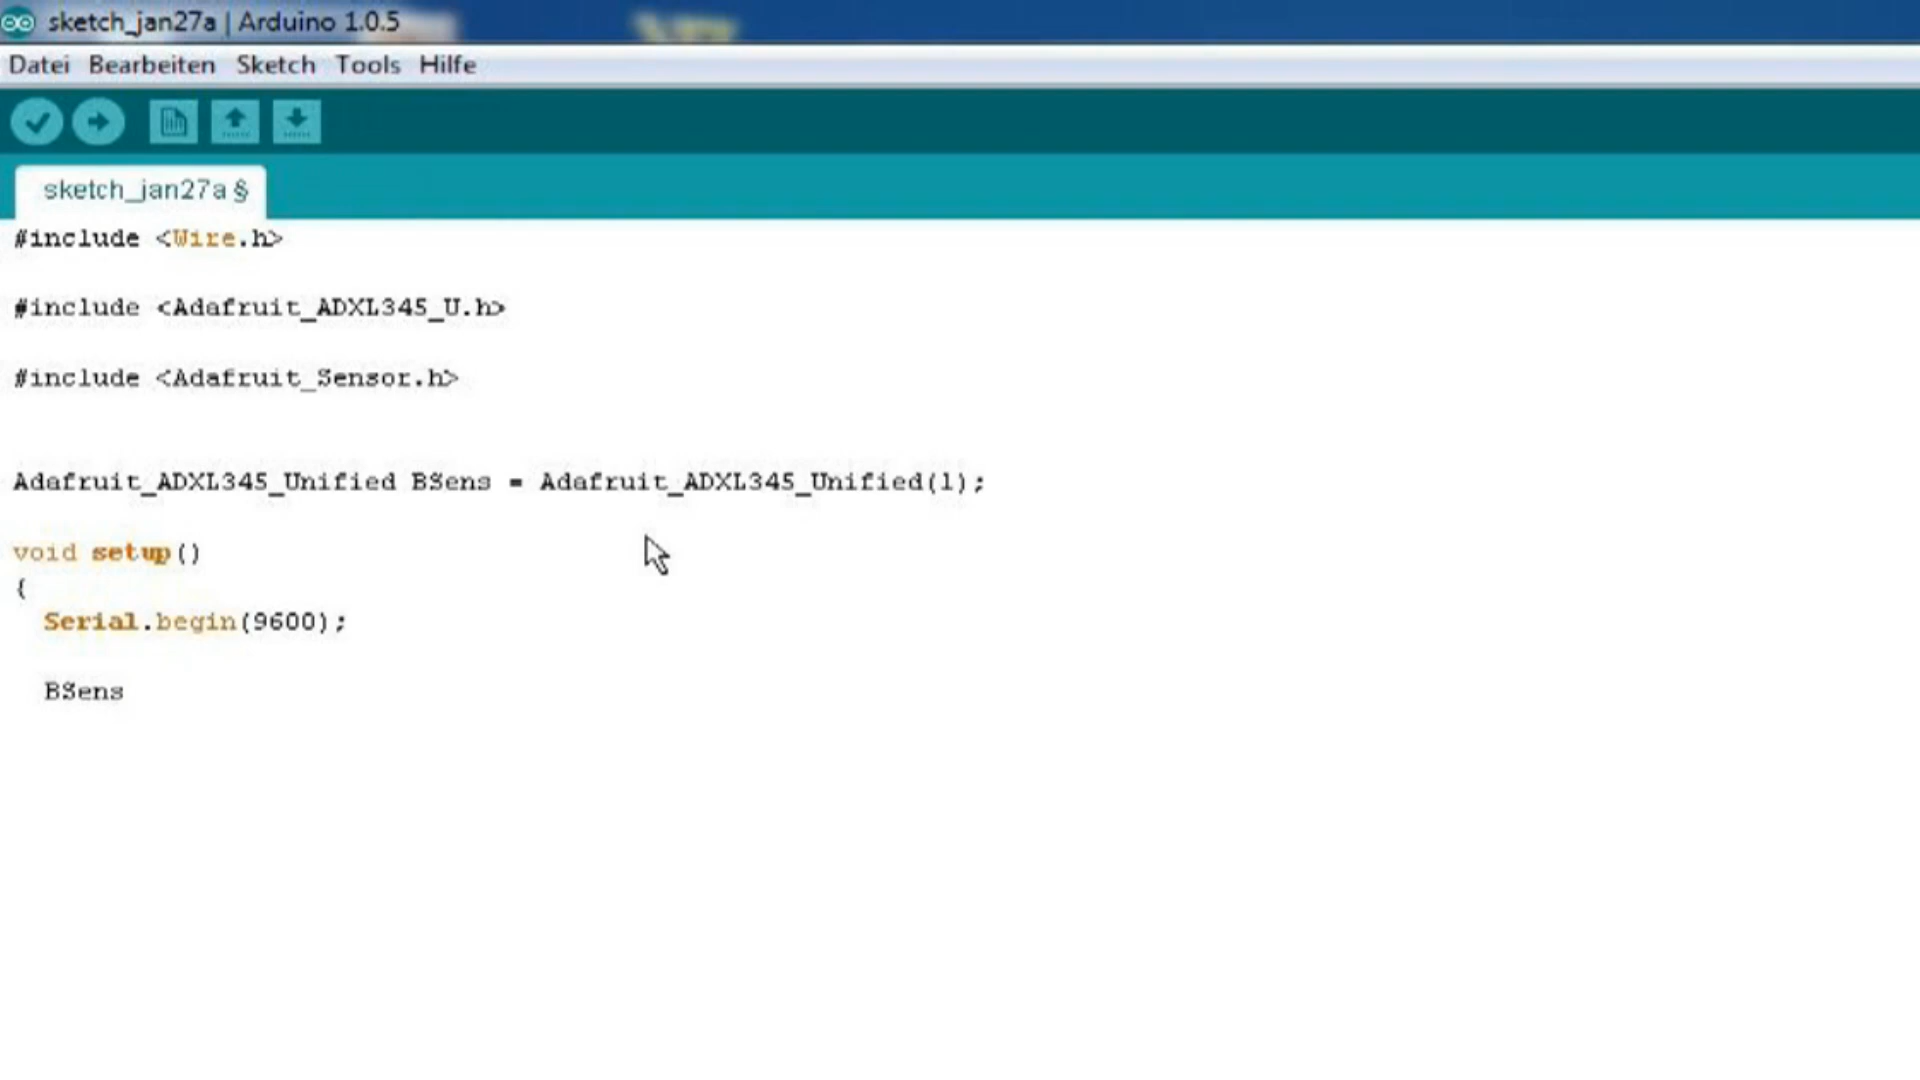 sketch_jan27a | Arduino 1.0.5
Datei Bearbeiten Sketch Tools Hilfe
sketch_jan27a §
#include <Wire.h>
#include <Adafruit_ADXL345_U.h>
#include <Adafruit_Sensor.h>
Adafruit_ADXL345_Unified BSens = Adafruit_ADXL345_Unified(1);
void setup()
{
Serial.begin(9600);
BSens